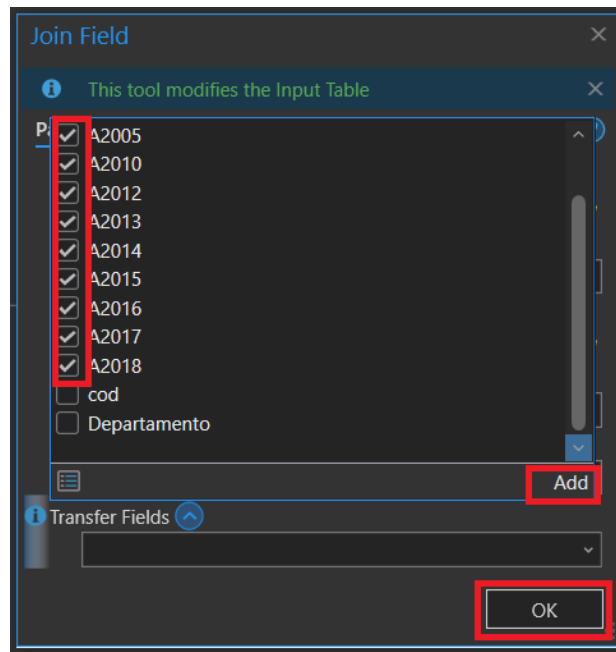 Join Field
This tool modifies the Input Table
A2005
A2010
A2012
A2013
A2014
A2015
A2016
A2017
A2018
cod
Departamento
Add
Transfer Fields
OK